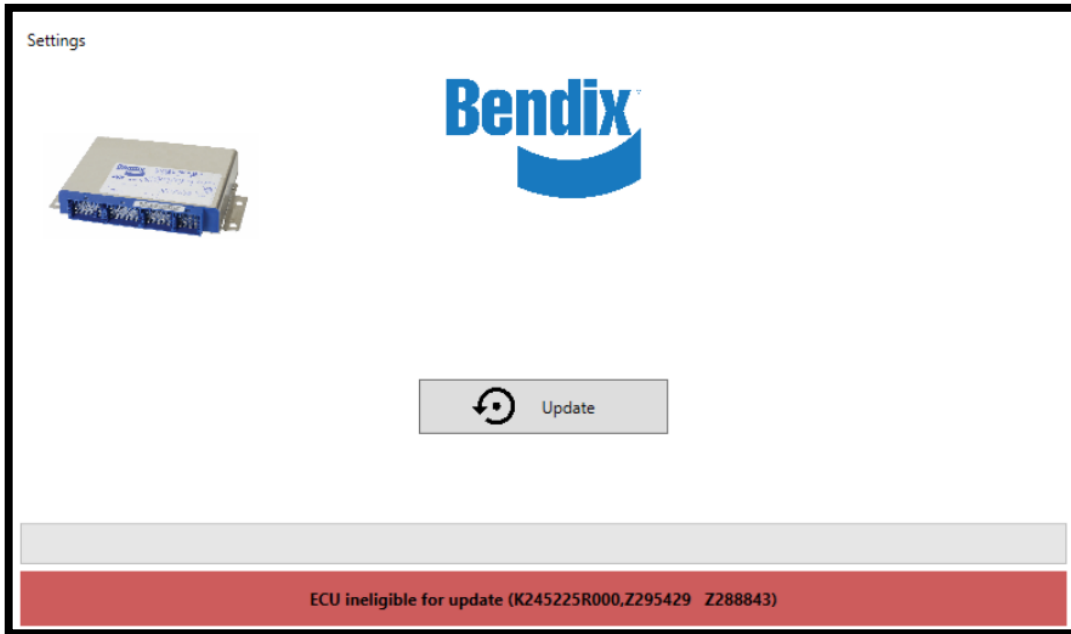 Settings
Bendix
Update
ECU ineligible for update (K245225R000,Z295429   Z288843)